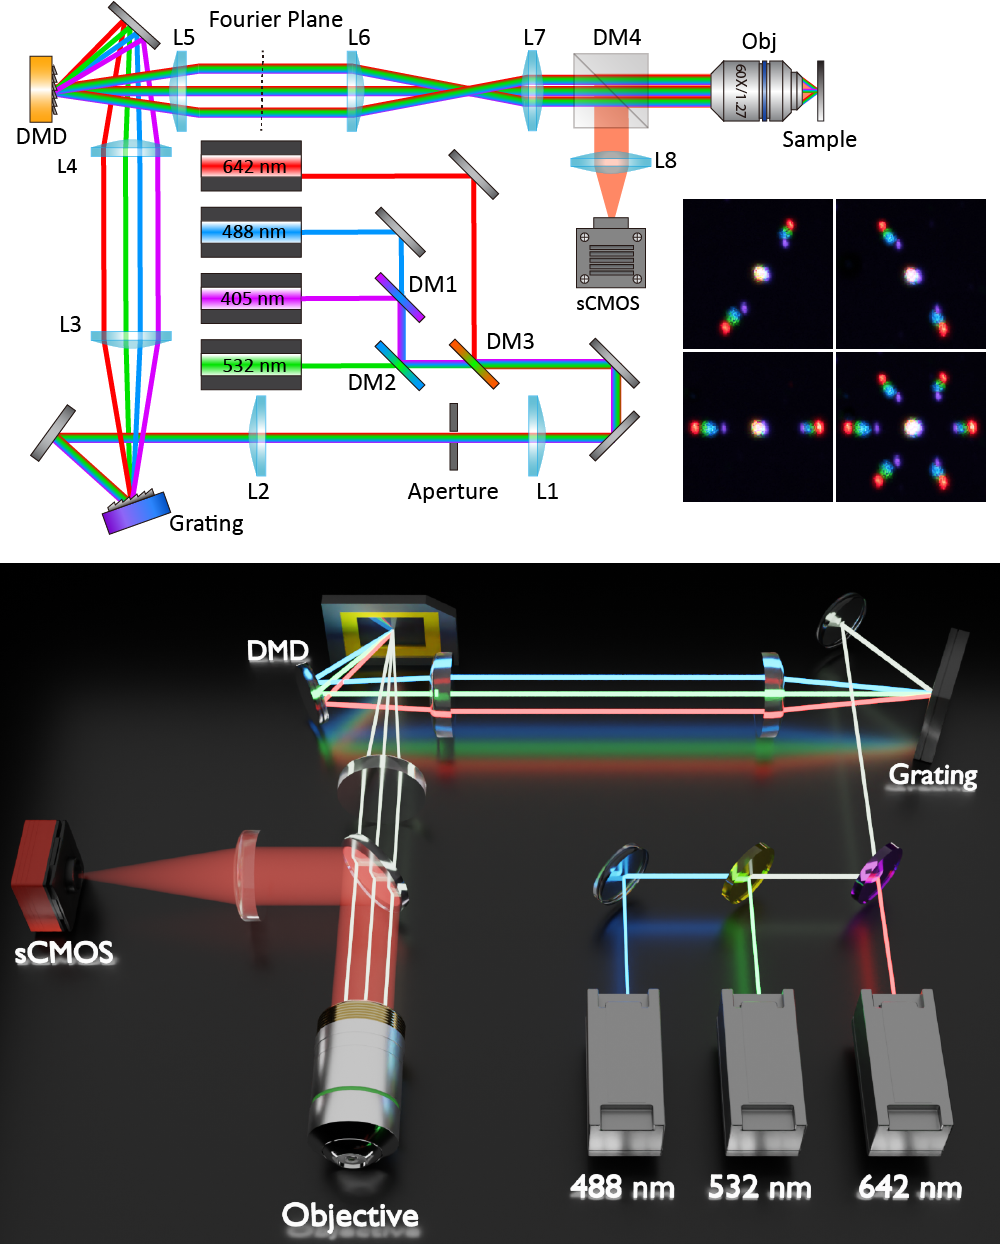 L5
Fourier Plane
L6
L7
DM4
Obj
60X/1.27
DMD
Sample
L4
L8
642 nm
488 nm
405 nm
532 nm
DM1
sCMOS
L3
DM2
DM3
L2
Aperture
L1
Grating
DMD
Grating
sCMOS
488 nm
532 nm
642 nm
Objective